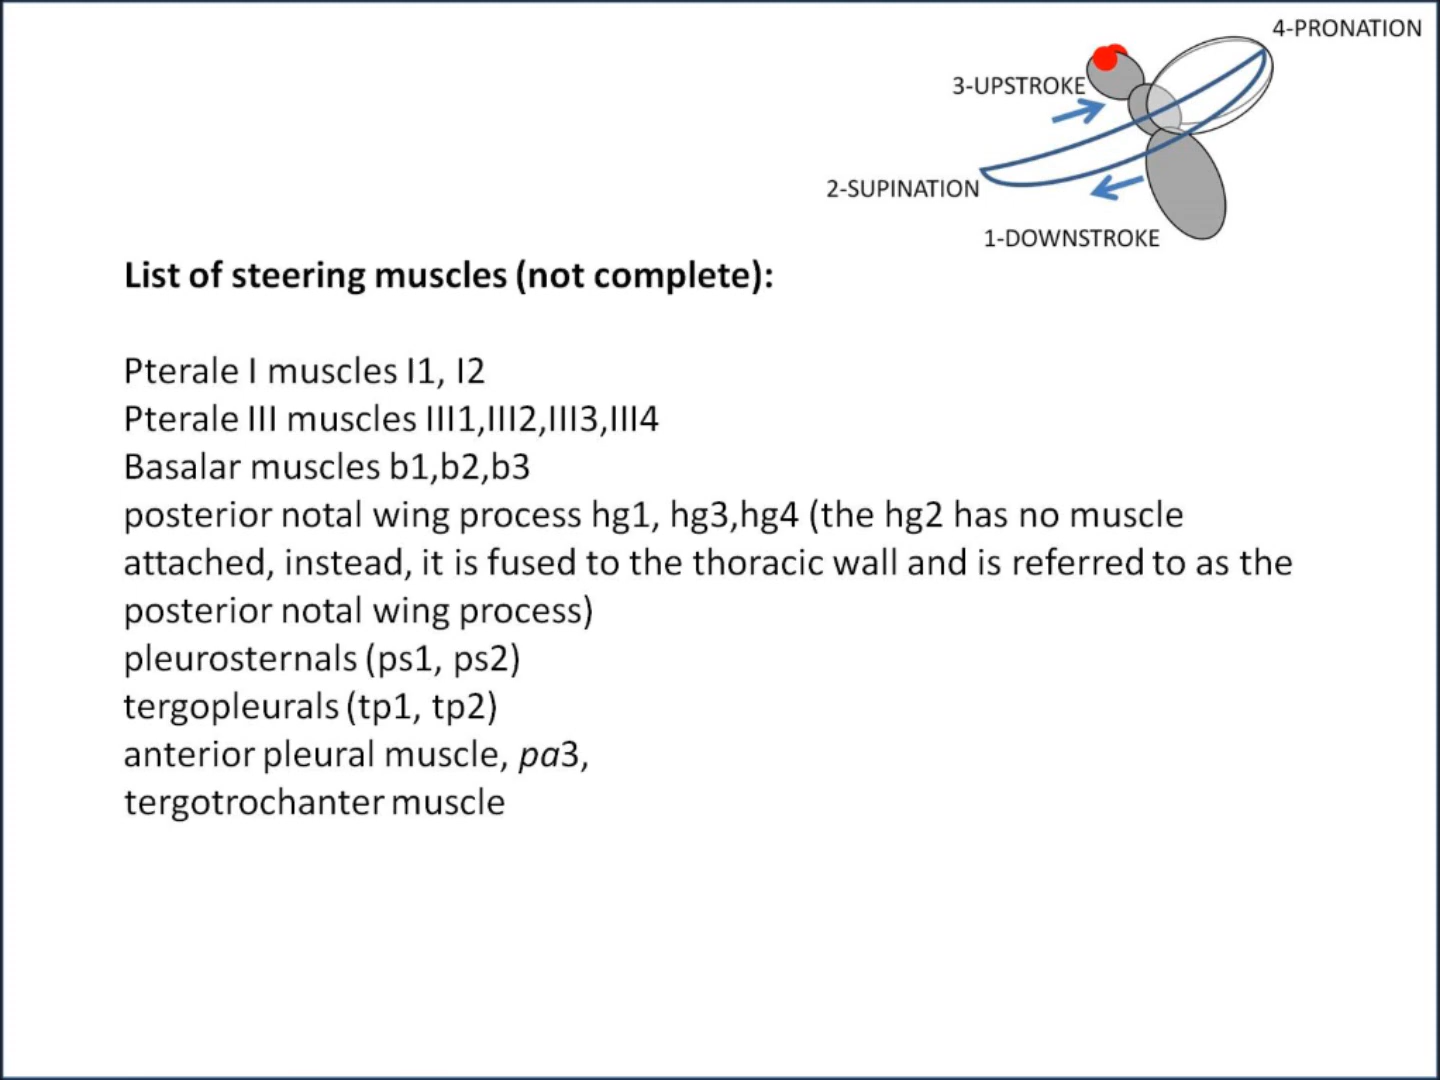 4-PRONATION
3-UPSTROKE
2-SUPINATION
1-DOWNSTROKE
List of steering muscles (not complete):
Pterale I muscles I1, I2
Pterale III muscles III1,III2,III3,III4
Basalar muscles b1,b2,b3
posterior notal wing process hg1, hg3,hg4 (the hg2 has no muscle
attached, instead, it is fused to the thoracic wall and is referred to as the
posterior notal wing process)
pleurosternals (ps1, ps2)
tergopleurals (tp1, tp2)
anterior pleural muscle, pa3,
tergotrochanter muscle